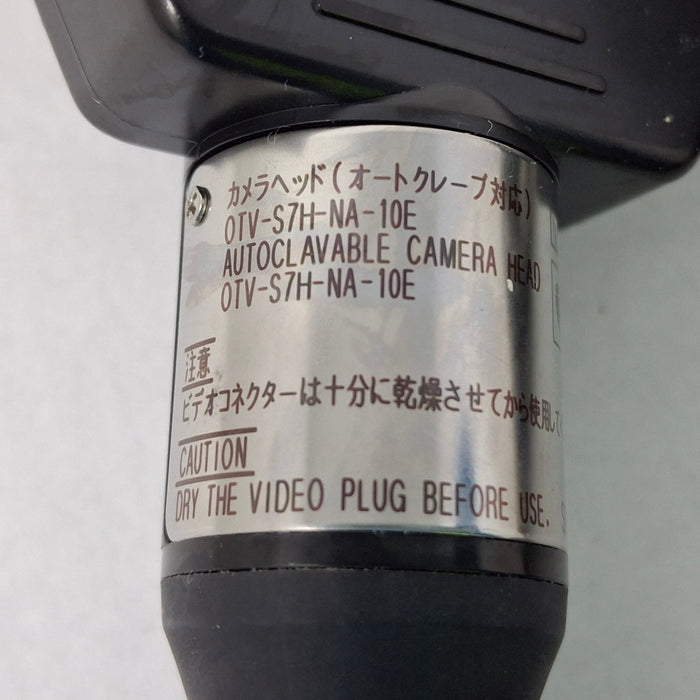 カメラヘッド(オートクレーブ対応)
OTV-S7H-NA-10E
AUTOCLAVABLE CAMERA HEAD
OTV-S7H-NA-10E
注意
ビデオコネクターは十分に乾燥させてから使用して
CAUTION
DRY THE VIDEO PLUG BEFORE USE.